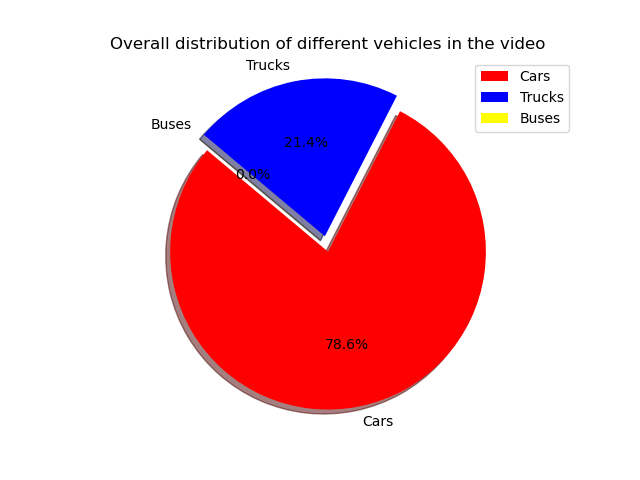 Overall distribution of different vehicles in the video
Trucks
Cars
Trucks
Buses
Buses
21.4%
0.0%
78.6%
Cars